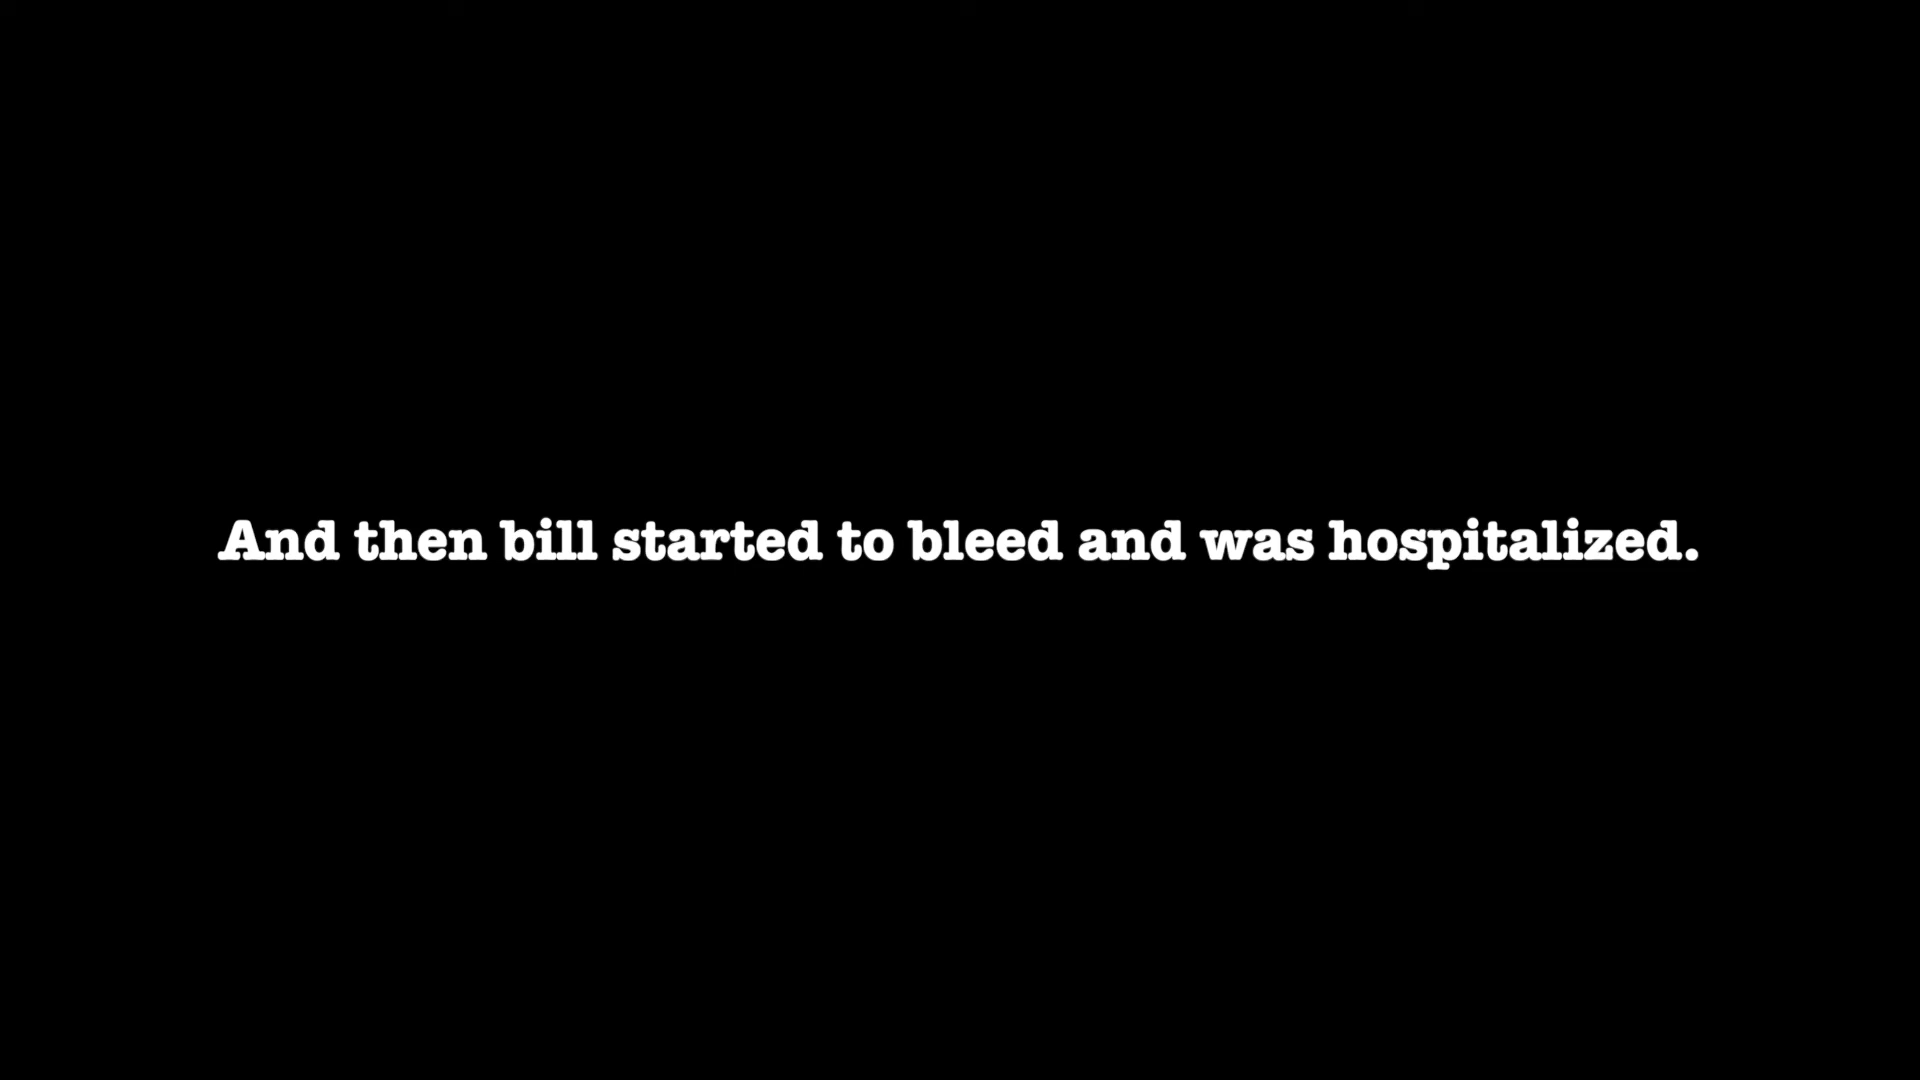 And then bill started to bleed and was hospitalized.